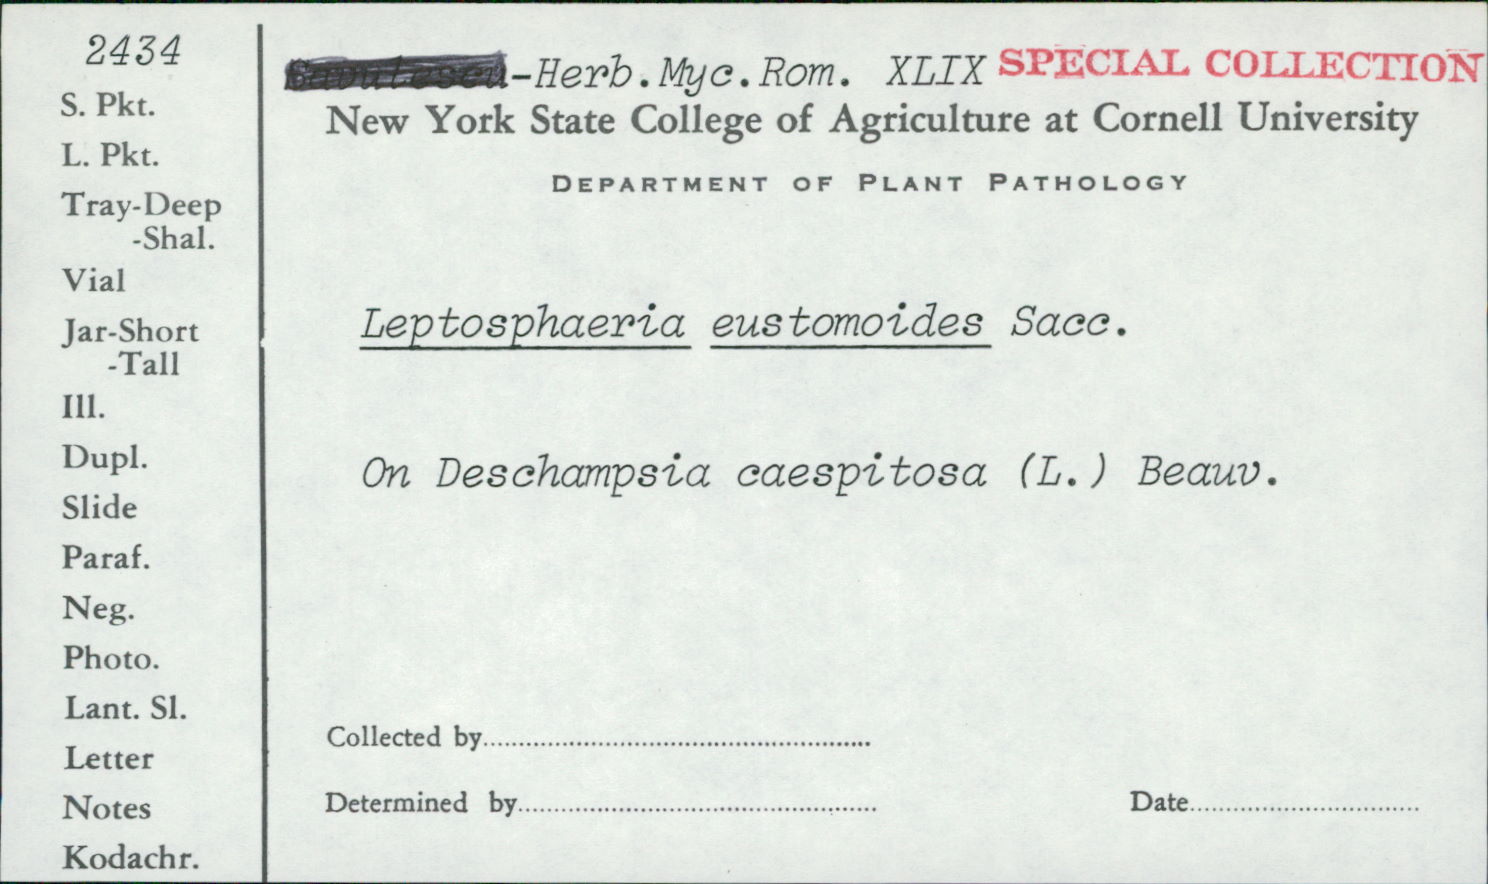 2434
S. Pkt.
L. Pkt.
Tray-Deep
-Shal.
Vial
Jar-Short
-Tall
Ill.
Dupl.
Slide
Paraf.
Neg.
Photo.
Lant. Sl.
Letter
Notes
Kodachr.
-Herb.Myc.Rom. XLIX SPECIAL COLLECTION
New York State College of Agriculture at Cornell University
DEPARTMENT OF PLANT PATHOLOGY
Leptosphaeria eustomoides Sacc.
On Deschampsia caespitosa (L.) Beauv.
Collected by
Determined by
Date